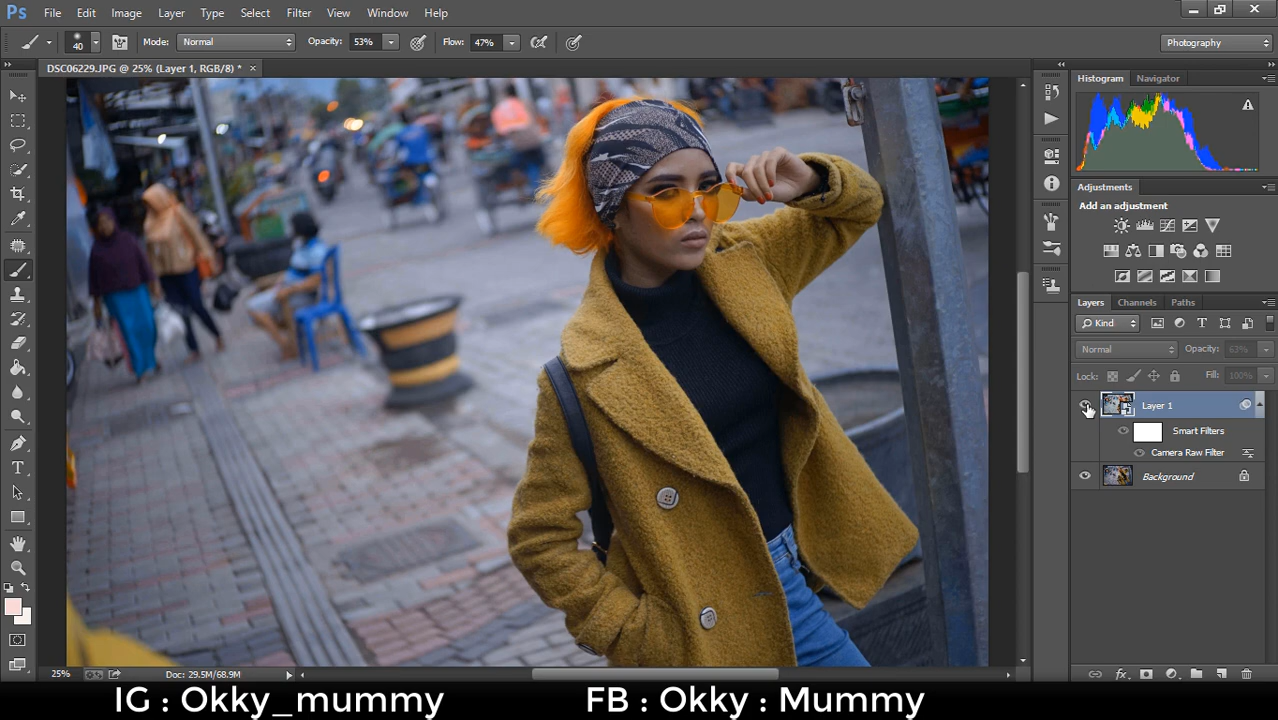 Ps File Edit Image Layer Type Select Filter View Window Help
40 Mode: Normal Opacity: 53% Flow: 47% Photography
DSC06229.JPG @ 25% (Layer 1, RGB/8) * ×
Histogram Navigator
Adjustments
Add an adjustment
Layers Channels Paths
Kind
Normal Opacity: 63%
Lock: Fill: 100%
Layer 1
Smart Filters
Camera Raw Filter
Background
25% Doc: 29.5M/68.9M
IG : Okky_mummy FB : Okky : Mummy